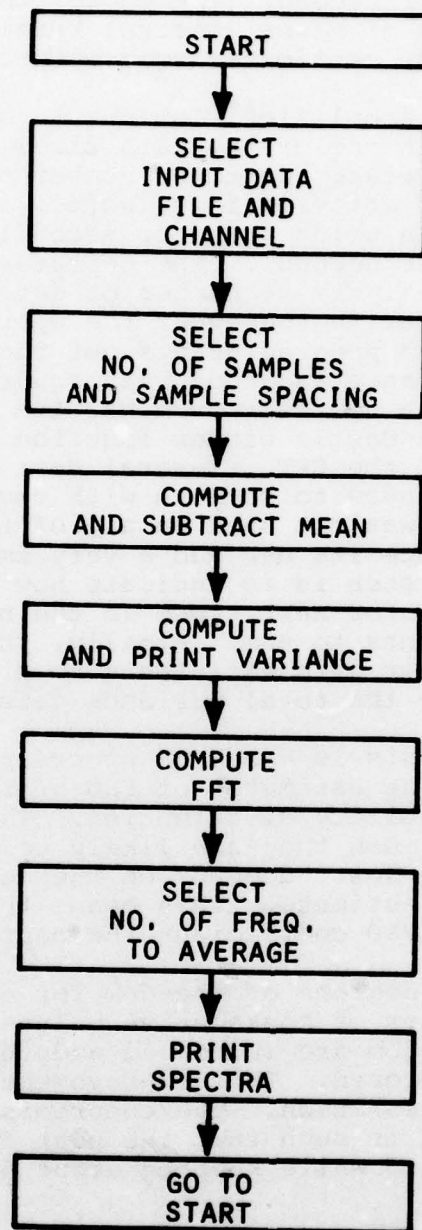 START
SELECT
INPUT DATA
FILE AND
CHANNEL
SELECT
NO. OF SAMPLES
AND SAMPLE SPACING
COMPUTE
AND SUBTRACT MEAN
COMPUTE
AND PRINT VARIANCE
COMPUTE
FFT
SELECT
NO. OF FREQ.
TO AVERAGE
PRINT
SPECTRA
GO TO
START